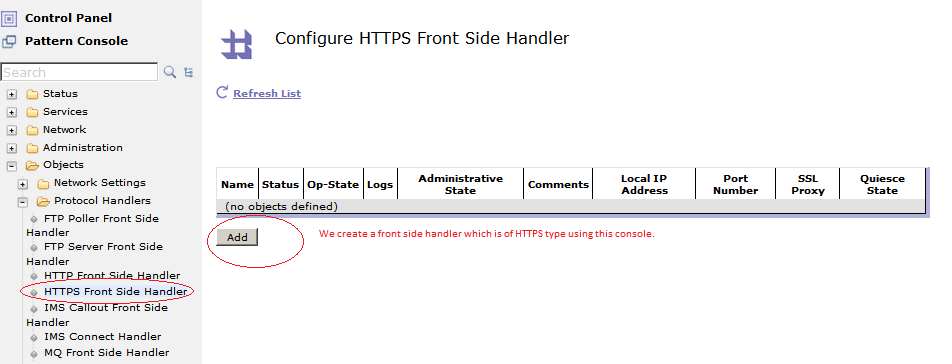 Control Panel
Pattern Console
Search
Status
Services
Network
Administration
Objects
Network Settings
Protocol Handlers
FTP Poller Front Side
Handler
FTP Server Front Side
Handler
HTTP Front Side Handler
HTTPS Front Side Handler
IMS Callout Front Side
Handler
IMS Connect Handler
MQ Front Side Handler
Configure HTTPS Front Side Handler
Refresh List
Name Status Op-State Logs Administrative State Comments Local IP Address Port Number SSL Proxy Quiesce State
(no objects defined)
Add
We create a front side handler which is of HTTPS type using this console.